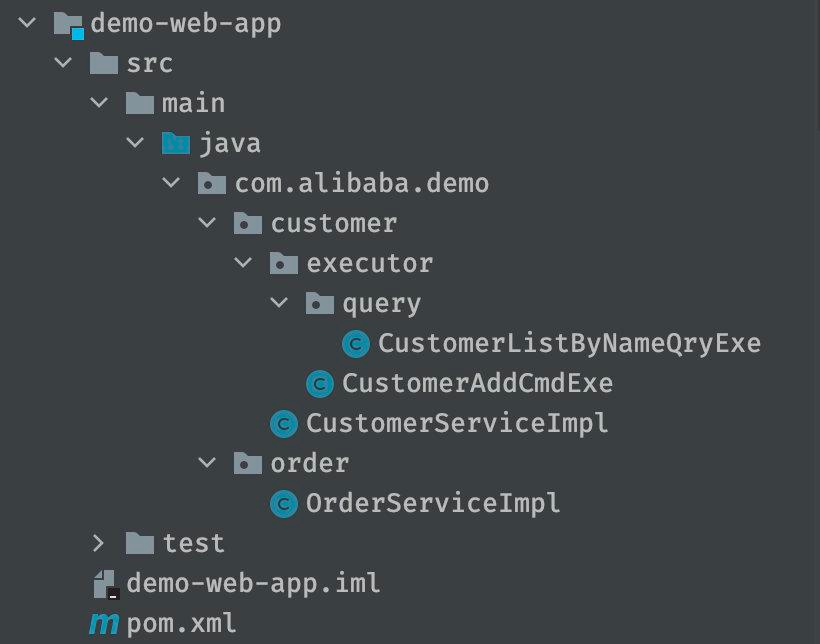 demo-web-app
src
main
java
com.alibaba.demo
customer
executor
query
CustomerListByNameQryExe
CustomerAddCmdExe
CustomerServiceImpl
order
OrderServiceImpl
test
demo-web-app.iml
pom.xml